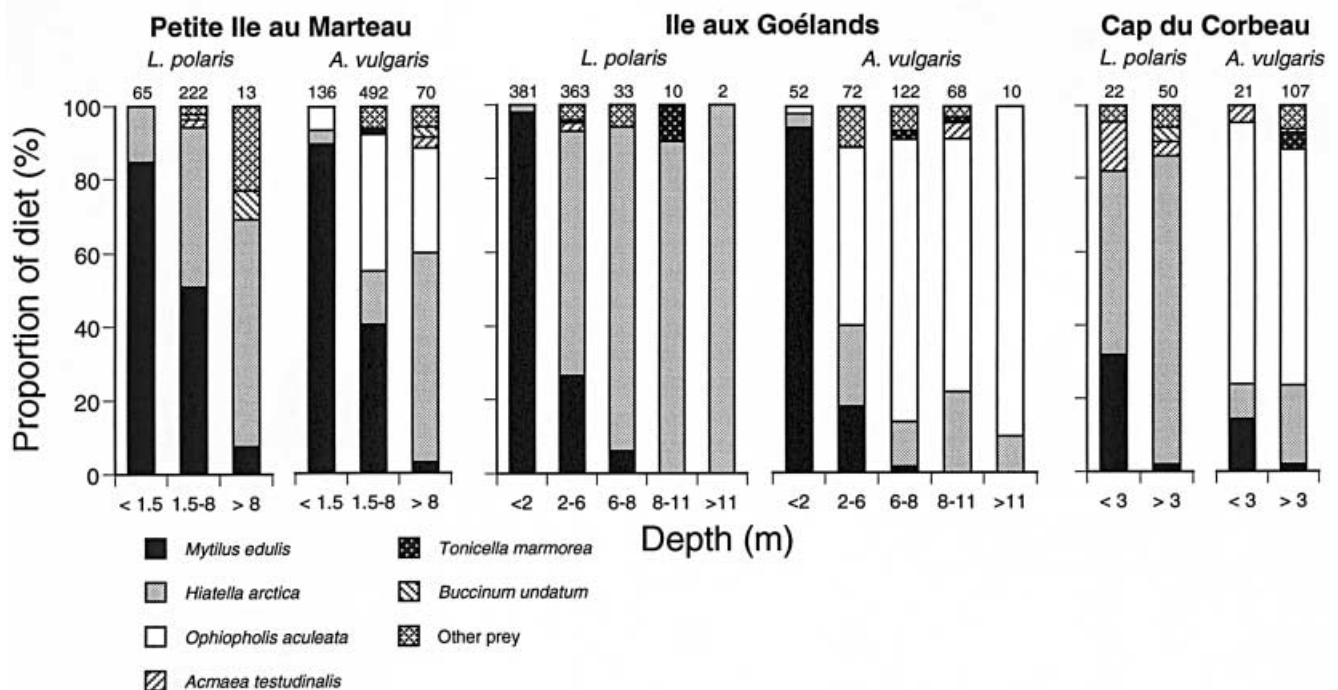 Petite Ile au Marteau Ile aux Goélands Cap du Corbeau
L. polaris A. vulgaris L. polaris A. vulgaris L. polaris A. vulgaris
65 222 13 136 492 70 381 363 33 10 2 52 72 122 68 10 22 50 21 107
Proportion of diet (%)
100
80
60
40
20
0
< 1.5 1.5-8 > 8 < 1.5 1.5-8 > 8 <2 2-6 6-8 8-11 >11 <2 2-6 6-8 8-11 >11 < 3 > 3 < 3 > 3
Depth (m)
Mytilus edulis
Hiatella arctica
Ophiopholis aculeata
Acmaea testudinalis
Tonicella marmorea
Buccinum undatum
Other prey